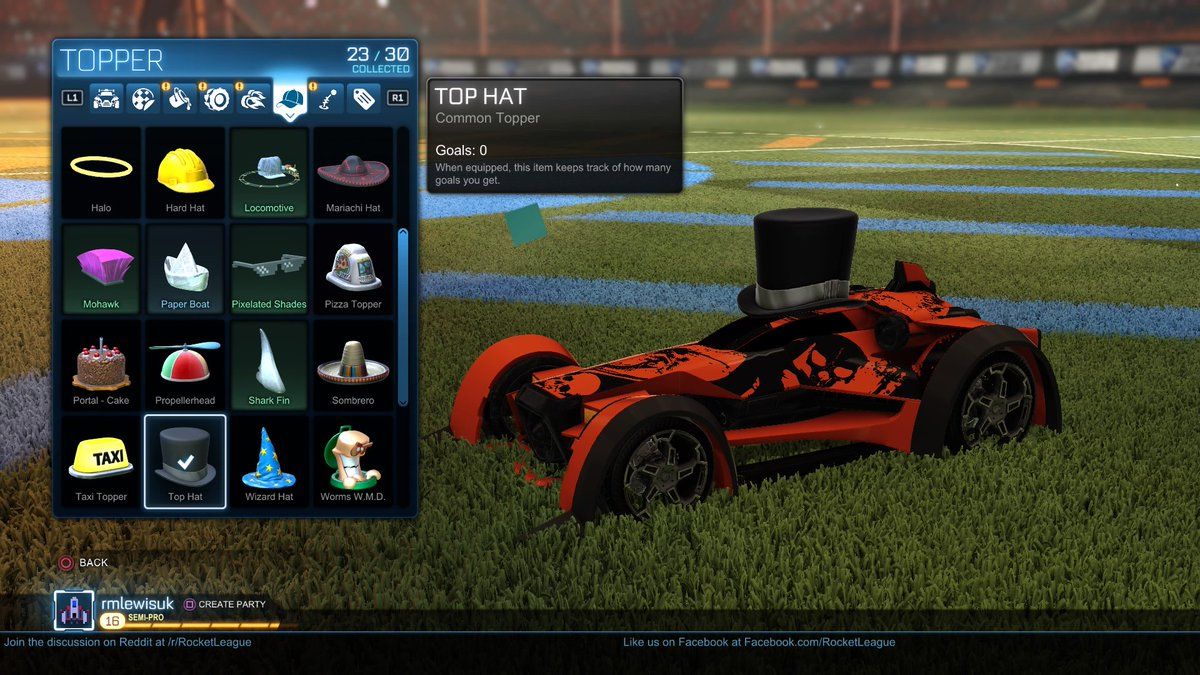 TOPPER
23 / 30
COLLECTED
L1
R1
TOP HAT
Common Topper
Goals: 0
When equipped, this item keeps track of how many
goals you get.
Halo
Hard Hat
Locomotive
Mariachi Hat
Mohawk
Paper Boat
Pixelated Shades
Pizza Topper
Portal - Cake
Propellerhead
Shark Fin
Sombrero
TAXI
Taxi Topper
Top Hat
Wizard Hat
Worms W.M.D.
BACK
rmlewisuk
CREATE PARTY
16
SEMI-PRO
Join the discussion on Reddit at /r/RocketLeague
Like us on Facebook at Facebook.com/RocketLeague